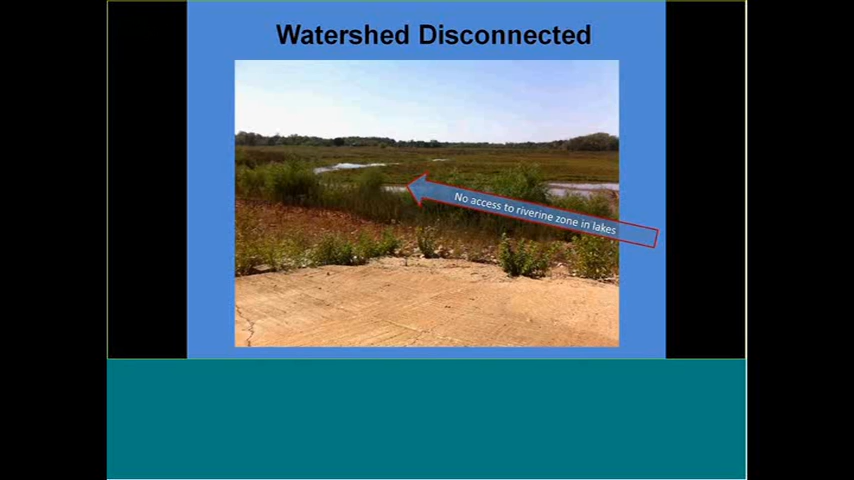 Watershed Disconnected
No access to riverine zone in lakes